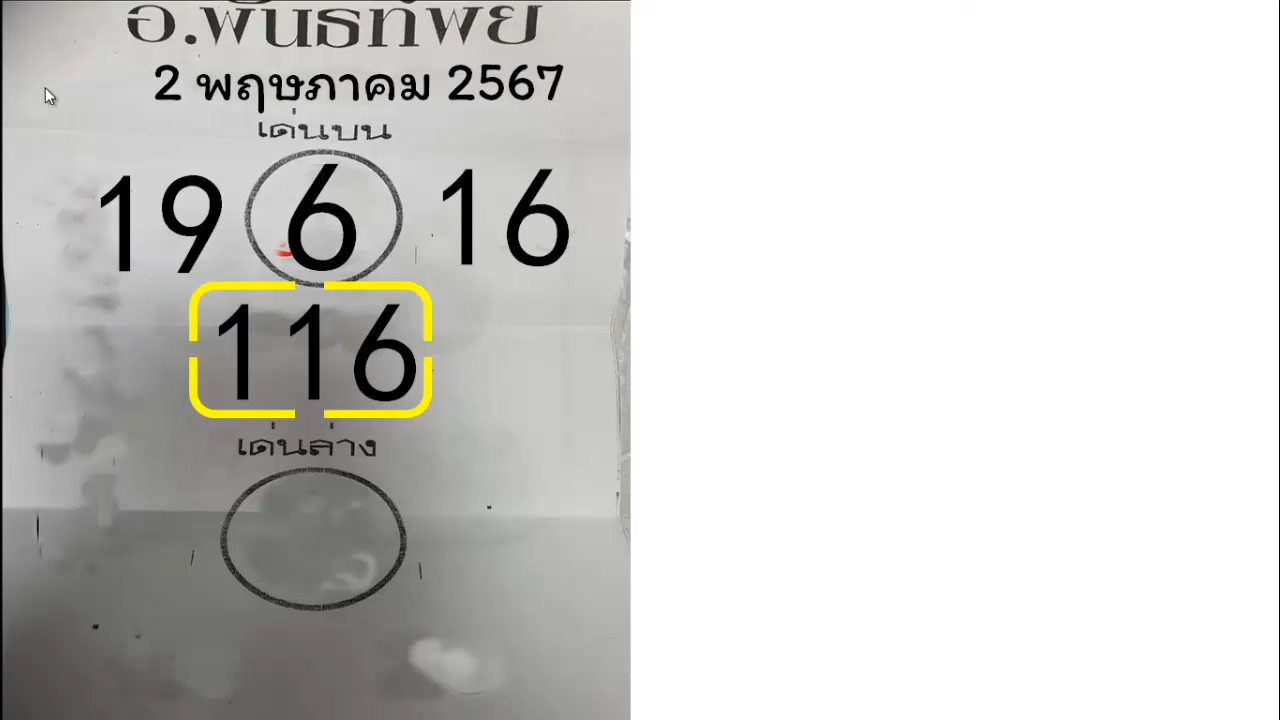 อ.พันธทิพย์
2 พฤษภาคม 2567
เด่นบน
19 6 16
116
เด่นล่าง